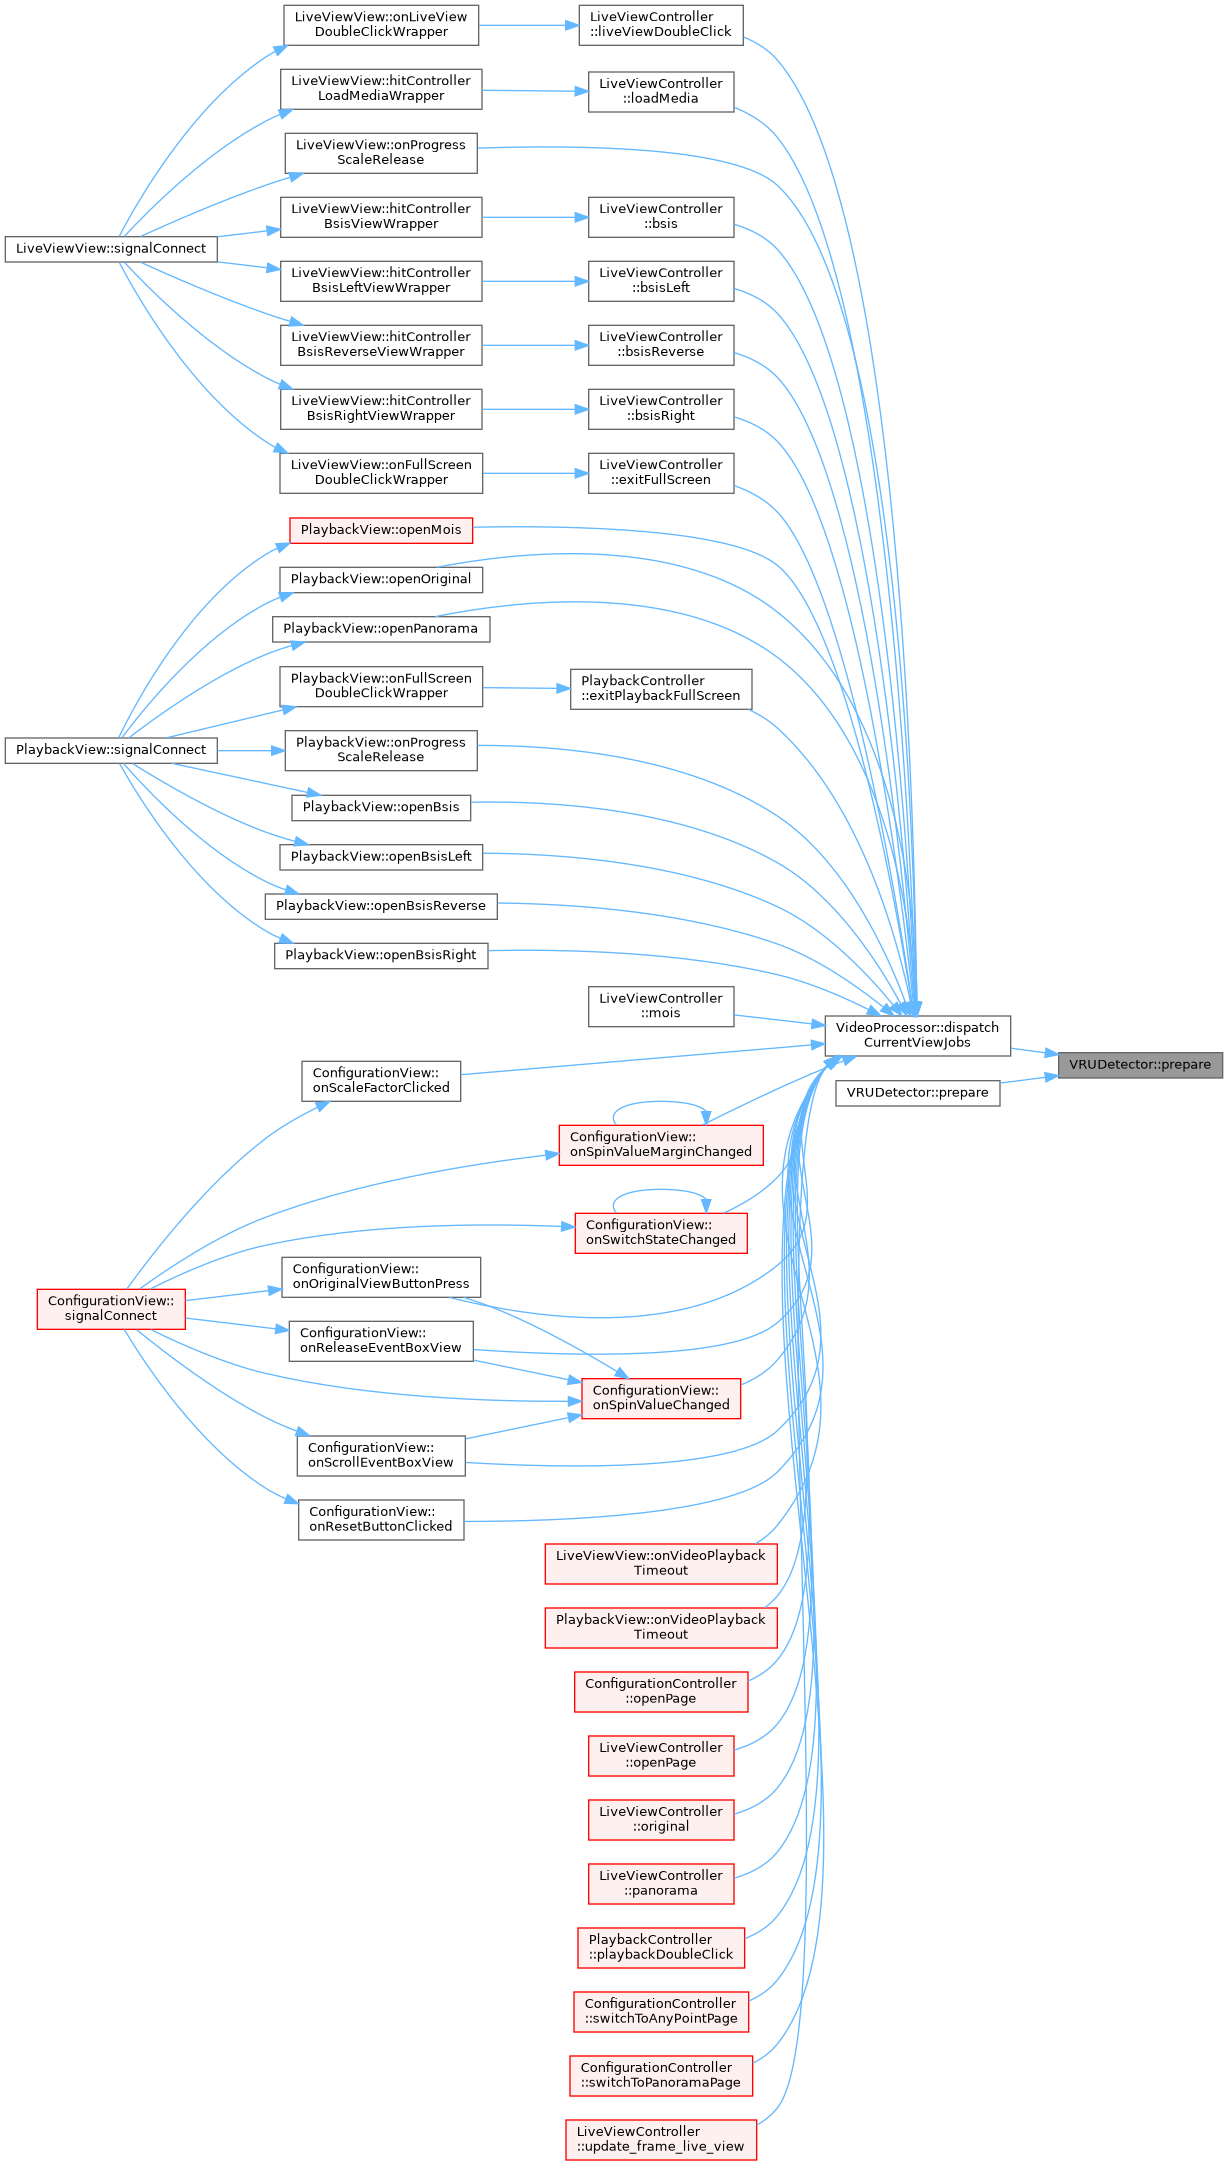 LiveViewView::onLiveView
DoubleClickWrapper
LiveViewController
::liveViewDoubleClick
LiveViewView::hitController
LoadMediaWrapper
LiveViewController
::loadMedia
LiveViewView::onProgress
ScaleRelease
LiveViewView::hitController
BsisViewWrapper
LiveViewController
::bsis
LiveViewView::signalConnect
LiveViewView::hitController
BsisLeftViewWrapper
LiveViewController
::bsisLeft
LiveViewView::hitController
BsisReverseViewWrapper
LiveViewController
::bsisReverse
LiveViewView::hitController
BsisRightViewWrapper
LiveViewController
::bsisRight
LiveViewView::onFullScreen
DoubleClickWrapper
LiveViewController
::exitFullScreen
PlaybackView::openMois
PlaybackView::openOriginal
PlaybackView::openPanorama
PlaybackView::onFullScreen
DoubleClickWrapper
PlaybackController
::exitPlaybackFullScreen
PlaybackView::signalConnect
PlaybackView::onProgress
ScaleRelease
PlaybackView::openBsis
PlaybackView::openBsisLeft
PlaybackView::openBsisReverse
PlaybackView::openBsisRight
LiveViewController
::mois
VideoProcessor::dispatch
CurrentViewJobs
VRUDetector::prepare
VRUDetector::prepare
ConfigurationView::
onScaleFactorClicked
ConfigurationView::
onSpinValueMarginChanged
ConfigurationView::
onSwitchStateChanged
ConfigurationView::
onOriginalViewButtonPress
ConfigurationView::
signalConnect
ConfigurationView::
onReleaseEventBoxView
ConfigurationView::
onSpinValueChanged
ConfigurationView::
onScrollEventBoxView
ConfigurationView::
onResetButtonClicked
LiveViewView::onVideoPlayback
Timeout
PlaybackView::onVideoPlayback
Timeout
ConfigurationController
::openPage
LiveViewController
::openPage
LiveViewController
::original
LiveViewController
::panorama
PlaybackController
::playbackDoubleClick
ConfigurationController
::switchToAnyPointPage
ConfigurationController
::switchToPanoramaPage
LiveViewController
::update_frame_live_view